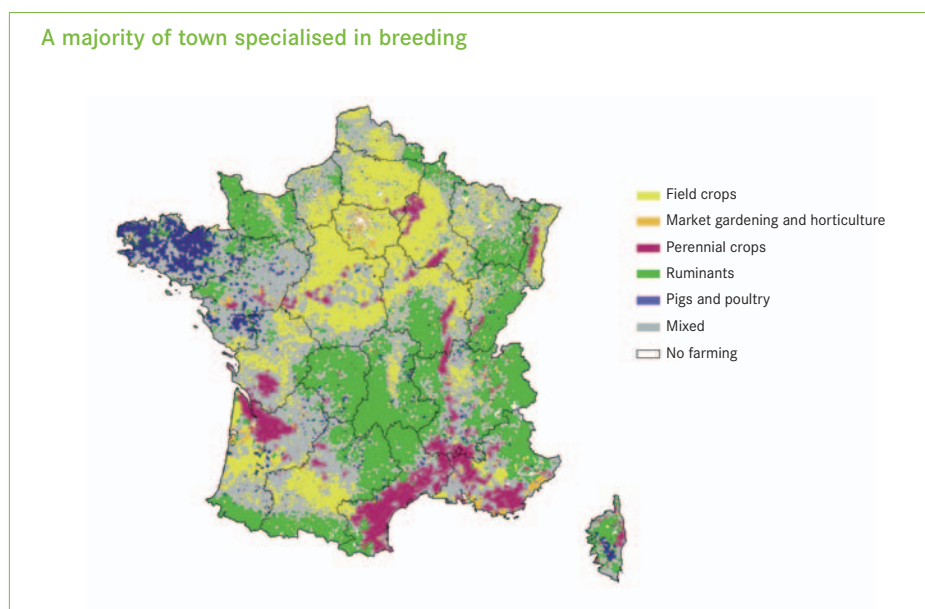 A majority of town specialised in breeding
Field crops
Market gardening and horticulture
Perennial crops
Ruminants
Pigs and poultry
Mixed
No farming